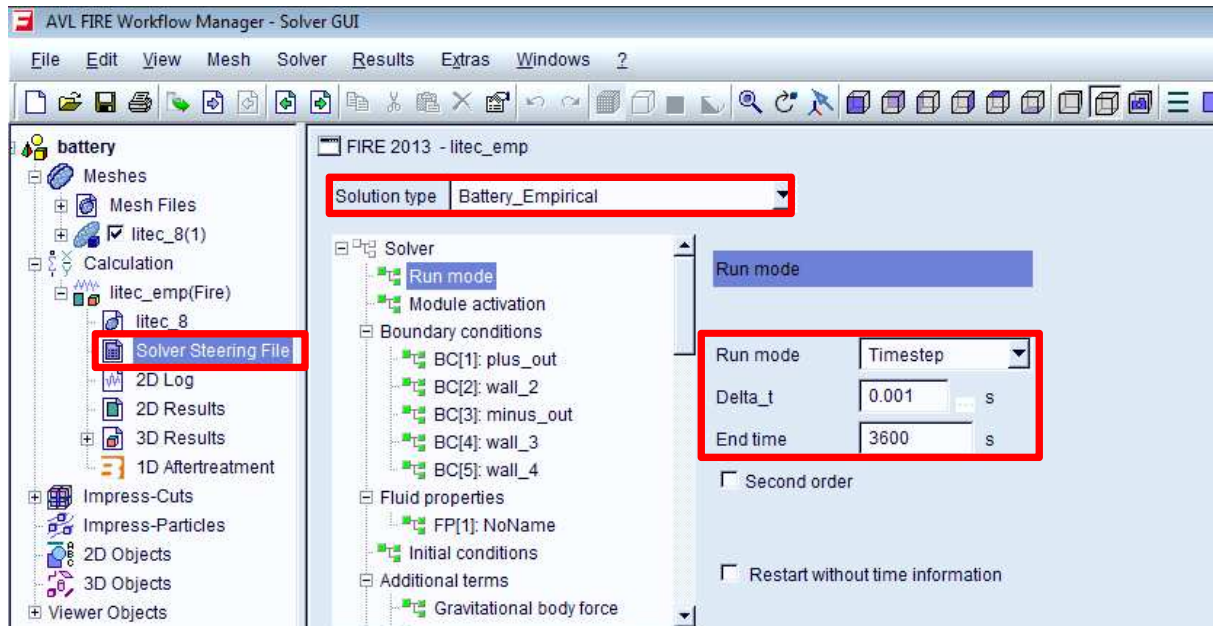 AVL FIRE Workflow Manager - Solver GUI
File Edit View Mesh Solver Results Extras Windows ?
battery
Meshes
Mesh Files
litec_8(1)
Calculation
litec_emp(Fire)
litec_8
Solver Steering File
2D Log
2D Results
3D Results
1D Aftertreatment
Impress-Cuts
Impress-Particles
2D Objects
3D Objects
Viewer Objects
FIRE 2013 - litec_emp
Solution type Battery_Empirical
Solver
Run mode
Module activation
Boundary conditions
BC[1]: plus_out
BC[2]: wall_2
BC[3]: minus_out
BC[4]: wall_3
BC[5]: wall_4
Fluid properties
FP[1]: NoName
Initial conditions
Additional terms
Gravitational body force
Run mode
Run mode Timestep
Delta_t 0.001 ... s
End time 3600 s
Second order
Restart without time information